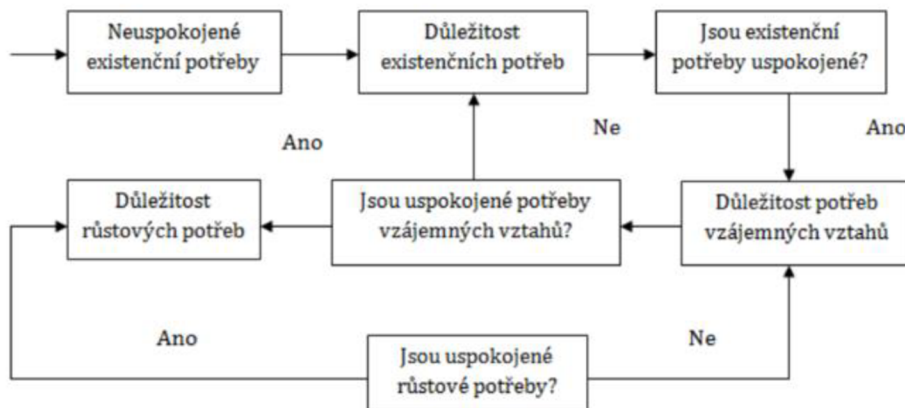 Neuspokojené
existenční potřeby
Důležitost
existenčních potřeb
Jsou existenční
potřeby uspokojené?
Ano
Ne
Ano
Důležitost
růstových potřeb
Jsou uspokojené potřeby
vzájemných vztahů?
Důležitost potřeb
vzájemných vztahů
Ano
Ne
Jsou uspokojené
růstové potřeby?